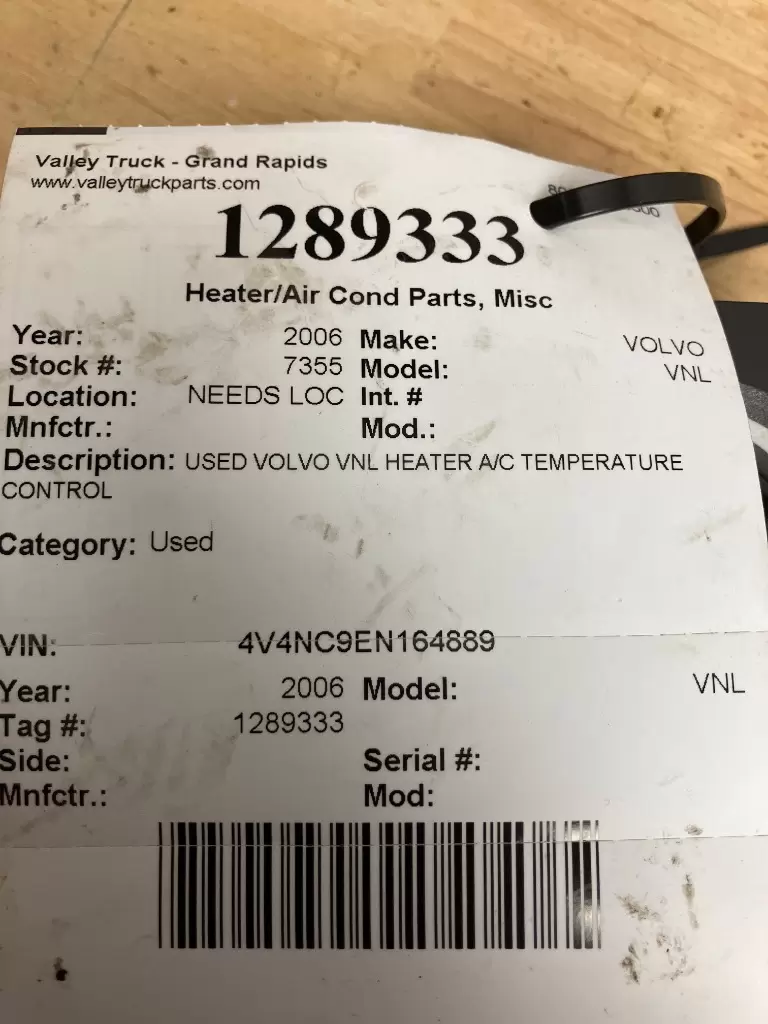 Valley Truck - Grand Rapids
www.valleytruckparts.com
1289333
Heater/Air Cond Parts, Misc
Year: 2006 Make: VOLVO
Stock #: 7355 Model: VNL
Location: NEEDS LOC Int. #
Mnfctr.: Mod.:
Description: USED VOLVO VNL HEATER A/C TEMPERATURE
CONTROL
Category: Used
VIN: 4V4NC9EN164889
Year: 2006 Model: VNL
Tag #: 1289333
Side: Serial #:
Mnfctr.: Mod: